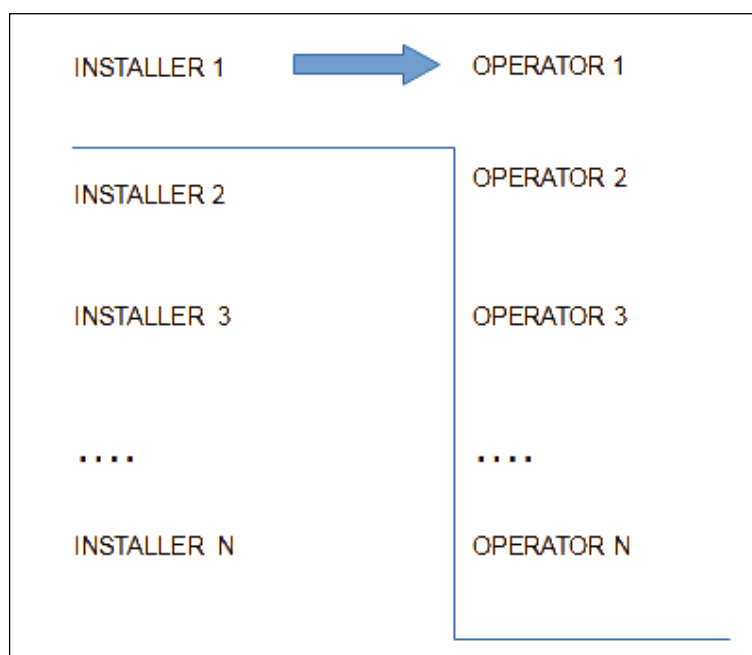 INSTALLER 1
OPERATOR 1
INSTALLER 2
OPERATOR 2
INSTALLER 3
OPERATOR 3
....
....
INSTALLER N
OPERATOR N